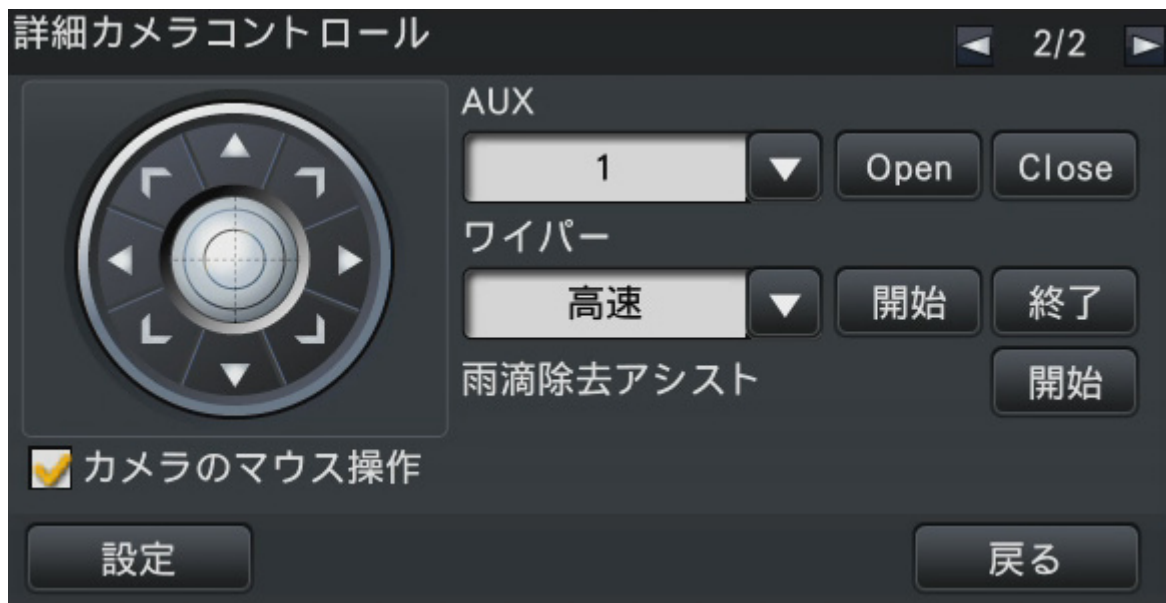 詳細カメラコントロール
2/2
AUX
1
Open
Close
ワイパー
高速
開始
終了
雨滴除去アシスト
開始
カメラのマウス操作
設定
戻る